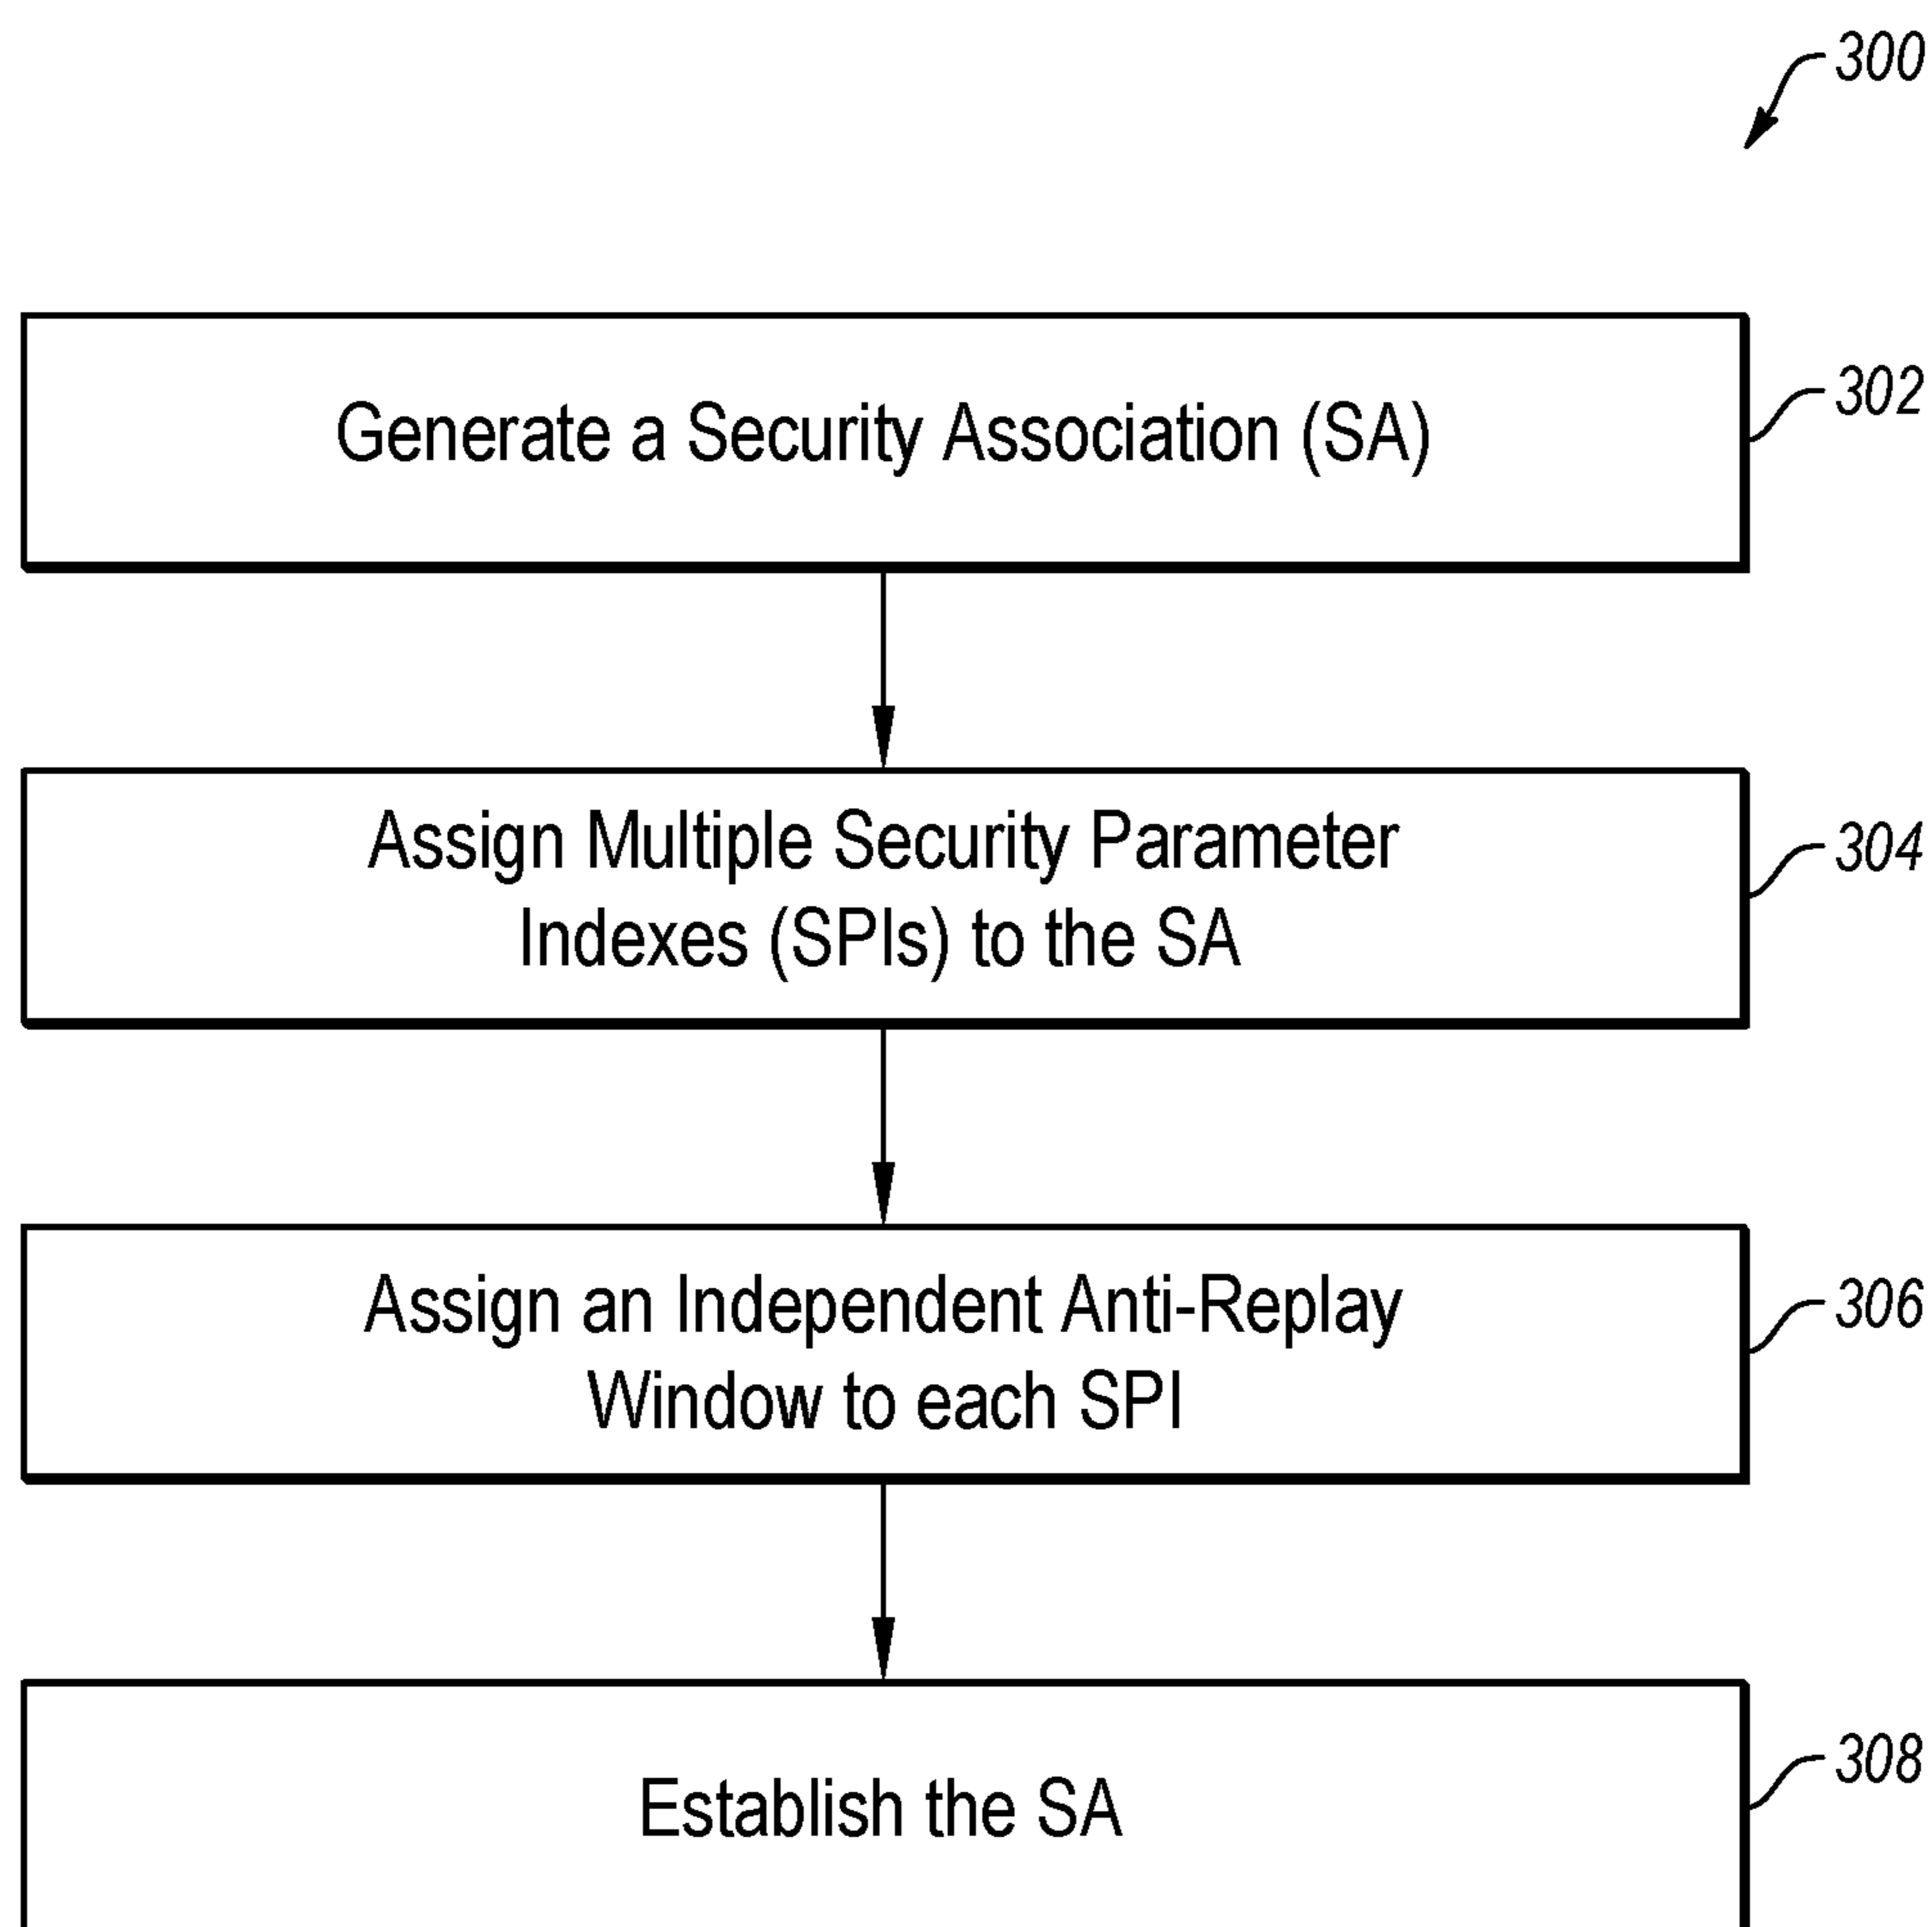 300
Generate a Security Association (SA)
302
Assign Multiple Security Parameter
Indexes (SPIs) to the SA
304
Assign an Independent Anti-Replay
Window to each SPI
306
Establish the SA
308